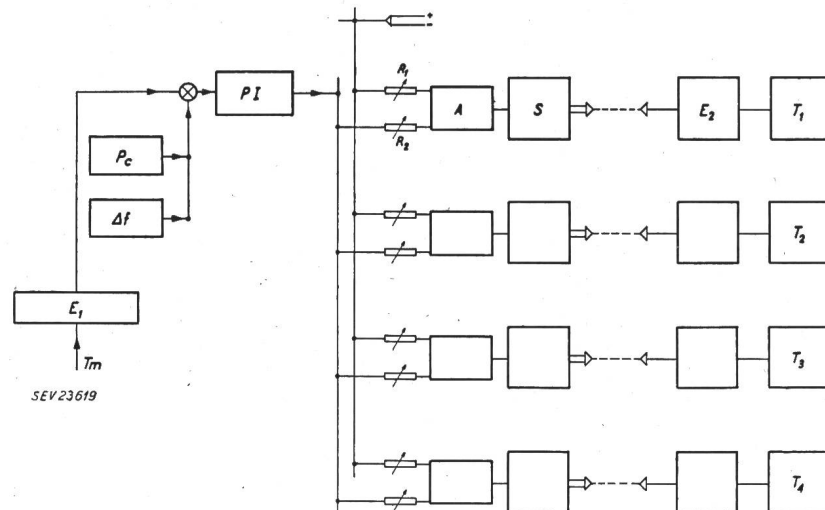 +
−
R1
PI
A
S
E2
T1
R2
Pc
Δf
T2
E1
T3
Tm
SEV23619
T4